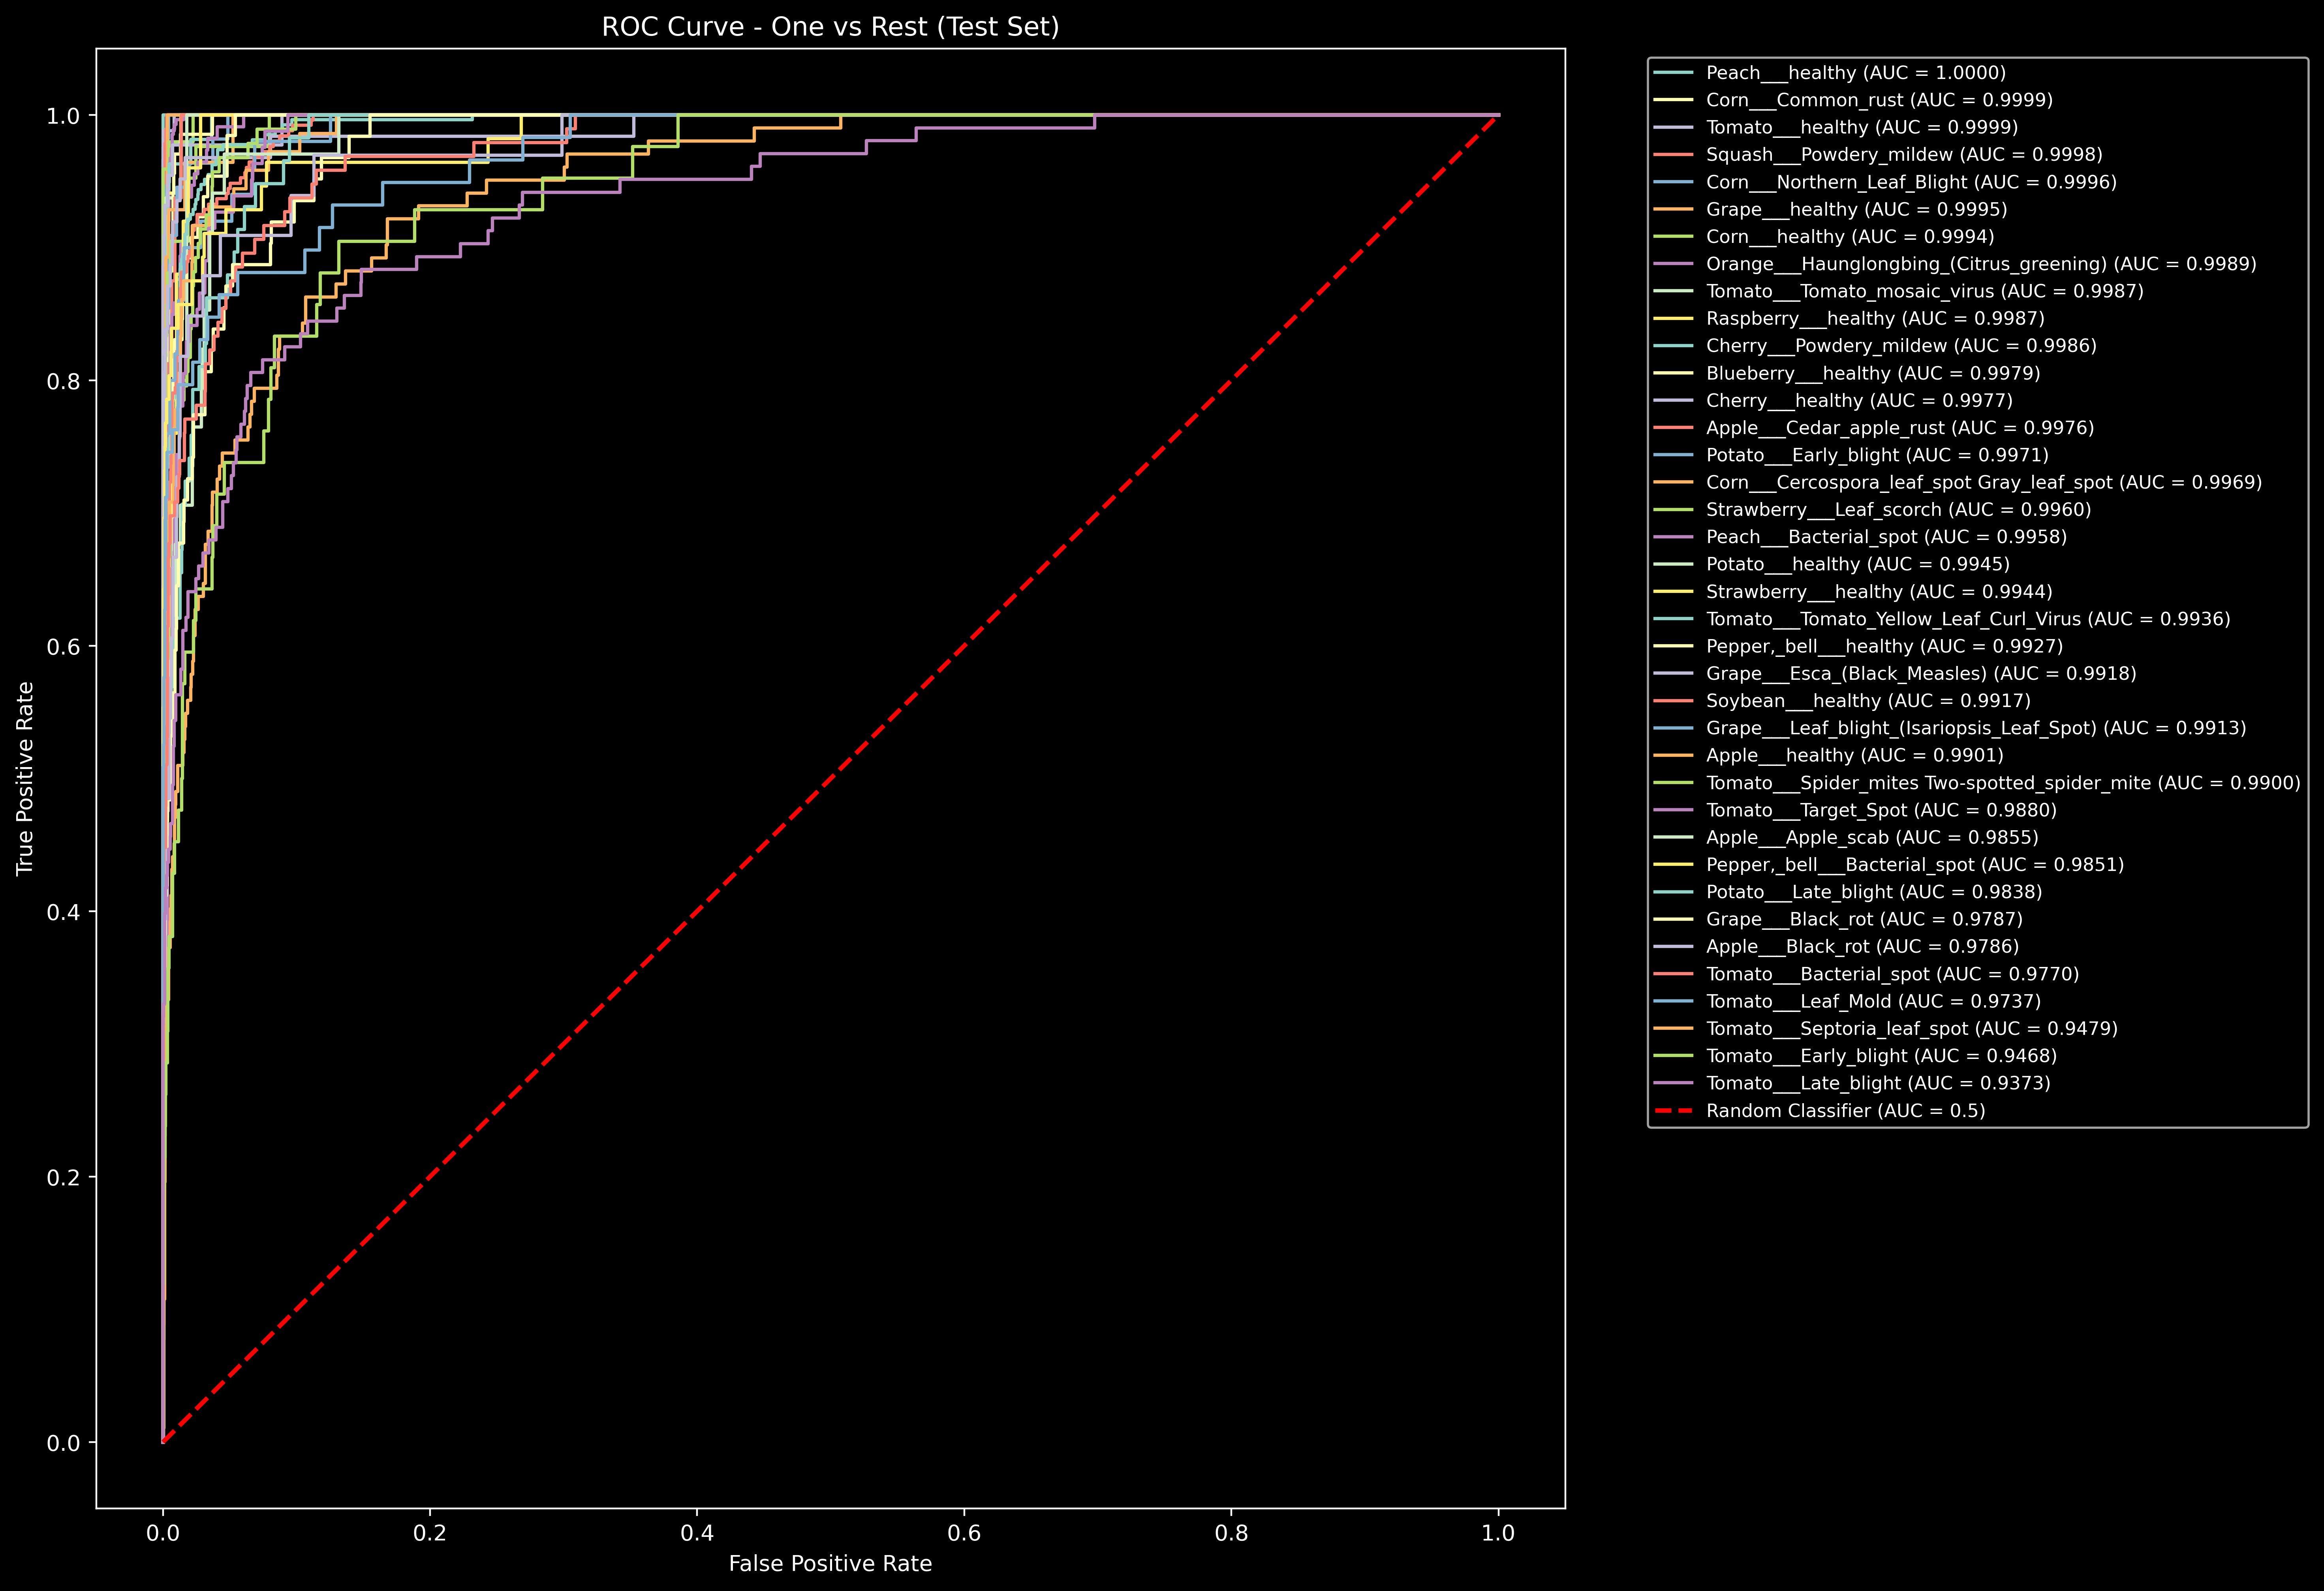 ROC Curve - One vs Rest (Test Set)
1.0
0.8
0.6
0.4
0.2
0.0
True Positive Rate
0.0 0.2 0.4 0.6 0.8 1.0
False Positive Rate
Peach___healthy (AUC = 1.0000)
Corn___Common_rust (AUC = 0.9999)
Tomato___healthy (AUC = 0.9999)
Squash___Powdery_mildew (AUC = 0.9998)
Corn___Northern_Leaf_Blight (AUC = 0.9996)
Grape___healthy (AUC = 0.9995)
Corn___healthy (AUC = 0.9994)
Orange___Haunglongbing_(Citrus_greening) (AUC = 0.9989)
Tomato___Tomato_mosaic_virus (AUC = 0.9987)
Raspberry___healthy (AUC = 0.9987)
Cherry___Powdery_mildew (AUC = 0.9986)
Blueberry___healthy (AUC = 0.9979)
Cherry___healthy (AUC = 0.9977)
Apple___Cedar_apple_rust (AUC = 0.9976)
Potato___Early_blight (AUC = 0.9971)
Corn___Cercospora_leaf_spot Gray_leaf_spot (AUC = 0.9969)
Strawberry___Leaf_scorch (AUC = 0.9960)
Peach___Bacterial_spot (AUC = 0.9958)
Potato___healthy (AUC = 0.9945)
Strawberry___healthy (AUC = 0.9944)
Tomato___Tomato_Yellow_Leaf_Curl_Virus (AUC = 0.9936)
Pepper,_bell___healthy (AUC = 0.9927)
Grape___Esca_(Black_Measles) (AUC = 0.9918)
Soybean___healthy (AUC = 0.9917)
Grape___Leaf_blight_(Isariopsis_Leaf_Spot) (AUC = 0.9913)
Apple___healthy (AUC = 0.9901)
Tomato___Spider_mites Two-spotted_spider_mite (AUC = 0.9900)
Tomato___Target_Spot (AUC = 0.9880)
Apple___Apple_scab (AUC = 0.9855)
Pepper,_bell___Bacterial_spot (AUC = 0.9851)
Potato___Late_blight (AUC = 0.9838)
Grape___Black_rot (AUC = 0.9787)
Apple___Black_rot (AUC = 0.9786)
Tomato___Bacterial_spot (AUC = 0.9770)
Tomato___Leaf_Mold (AUC = 0.9737)
Tomato___Septoria_leaf_spot (AUC = 0.9479)
Tomato___Early_blight (AUC = 0.9468)
Tomato___Late_blight (AUC = 0.9373)
Random Classifier (AUC = 0.5)